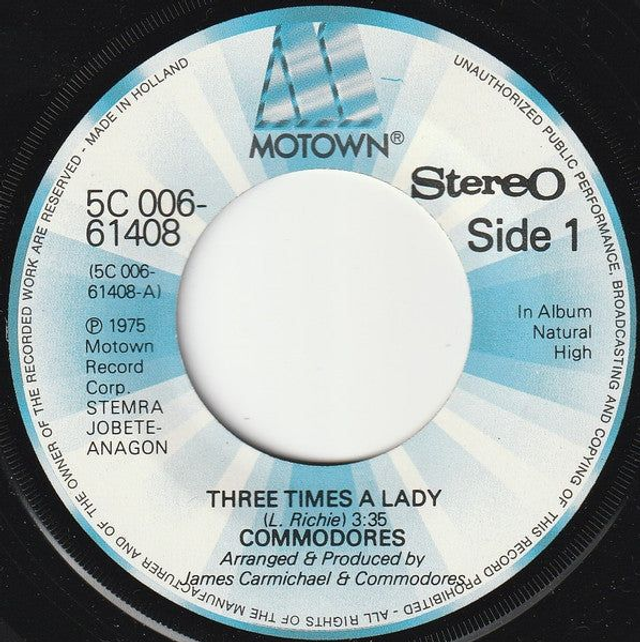 MOTOWN®
Stereo
Side 1
5C 006-
61408
(5C 006-
61408-A)
℗ 1975
Motown
Record
Corp.
STEMRA
JOBETE-
ANAGON
In Album
Natural
High
THREE TIMES A LADY
(L. Richie) 3:35
COMMODORES
Arranged & Produced by
James Carmichael & Commodores
UNAUTHORIZED PUBLIC PERFORMANCE, BROADCASTING AND COPYING OF THIS RECORD PROHIBITED - ALL RIGHTS OF THE MANUFACTURER AND OF THE OWNER OF THE RECORDED WORK ARE RESERVED - MADE IN HOLLAND